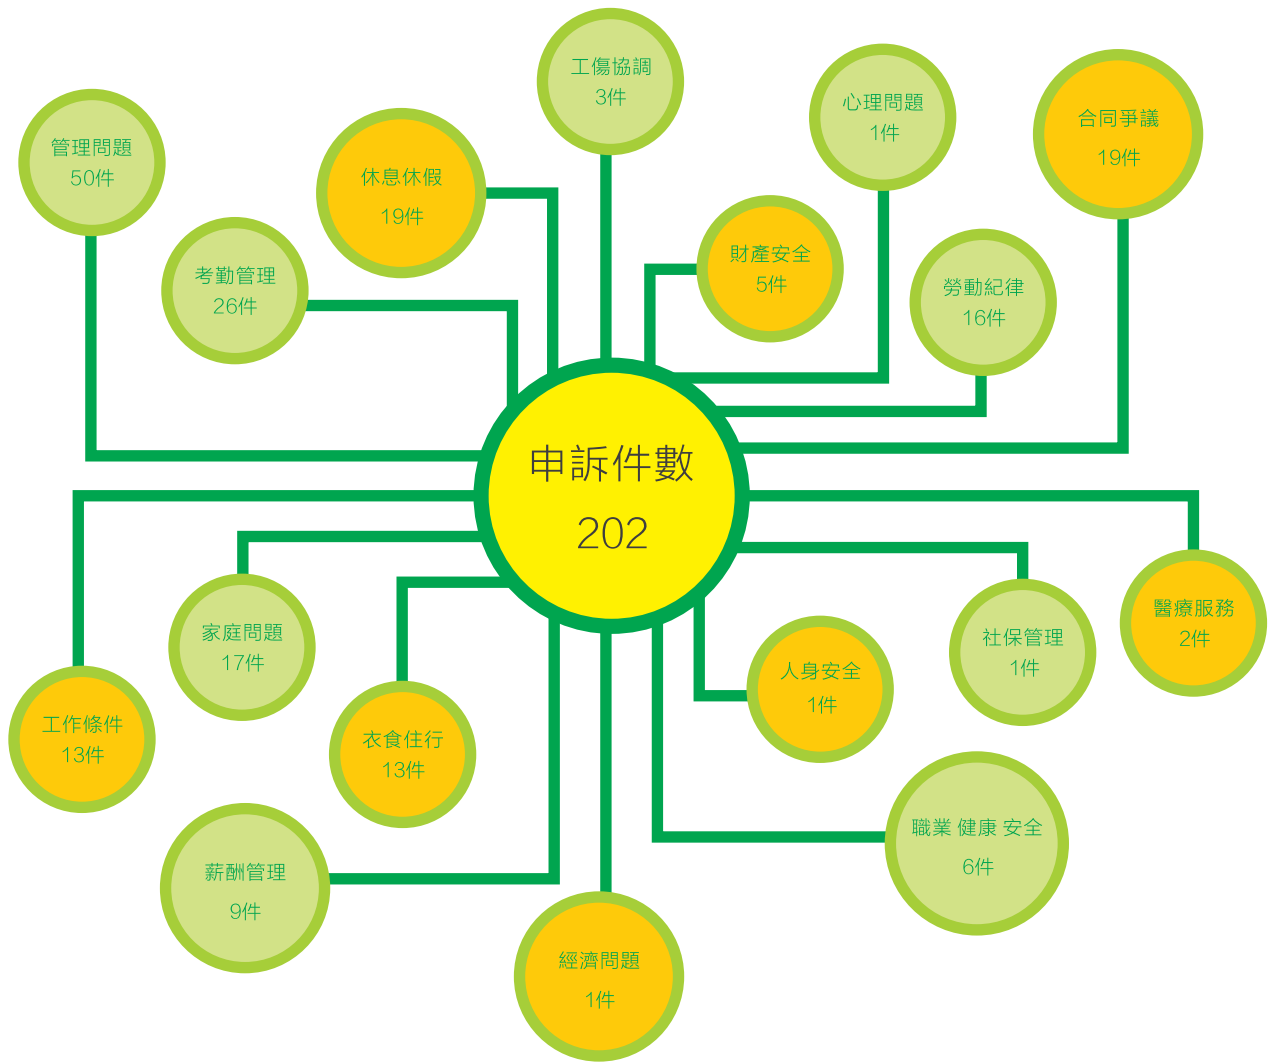 工傷協調
3件
心理問題
1件
合同爭議
19件
管理問題
50件
休息休假
19件
財產安全
5件
考勤管理
26件
勞動紀律
16件
申訴件數
202
醫療服務
2件
家庭問題
17件
社保管理
1件
人身安全
1件
工作條件
13件
衣食住行
13件
職業 健康 安全
6件
薪酬管理
9件
經濟問題
1件